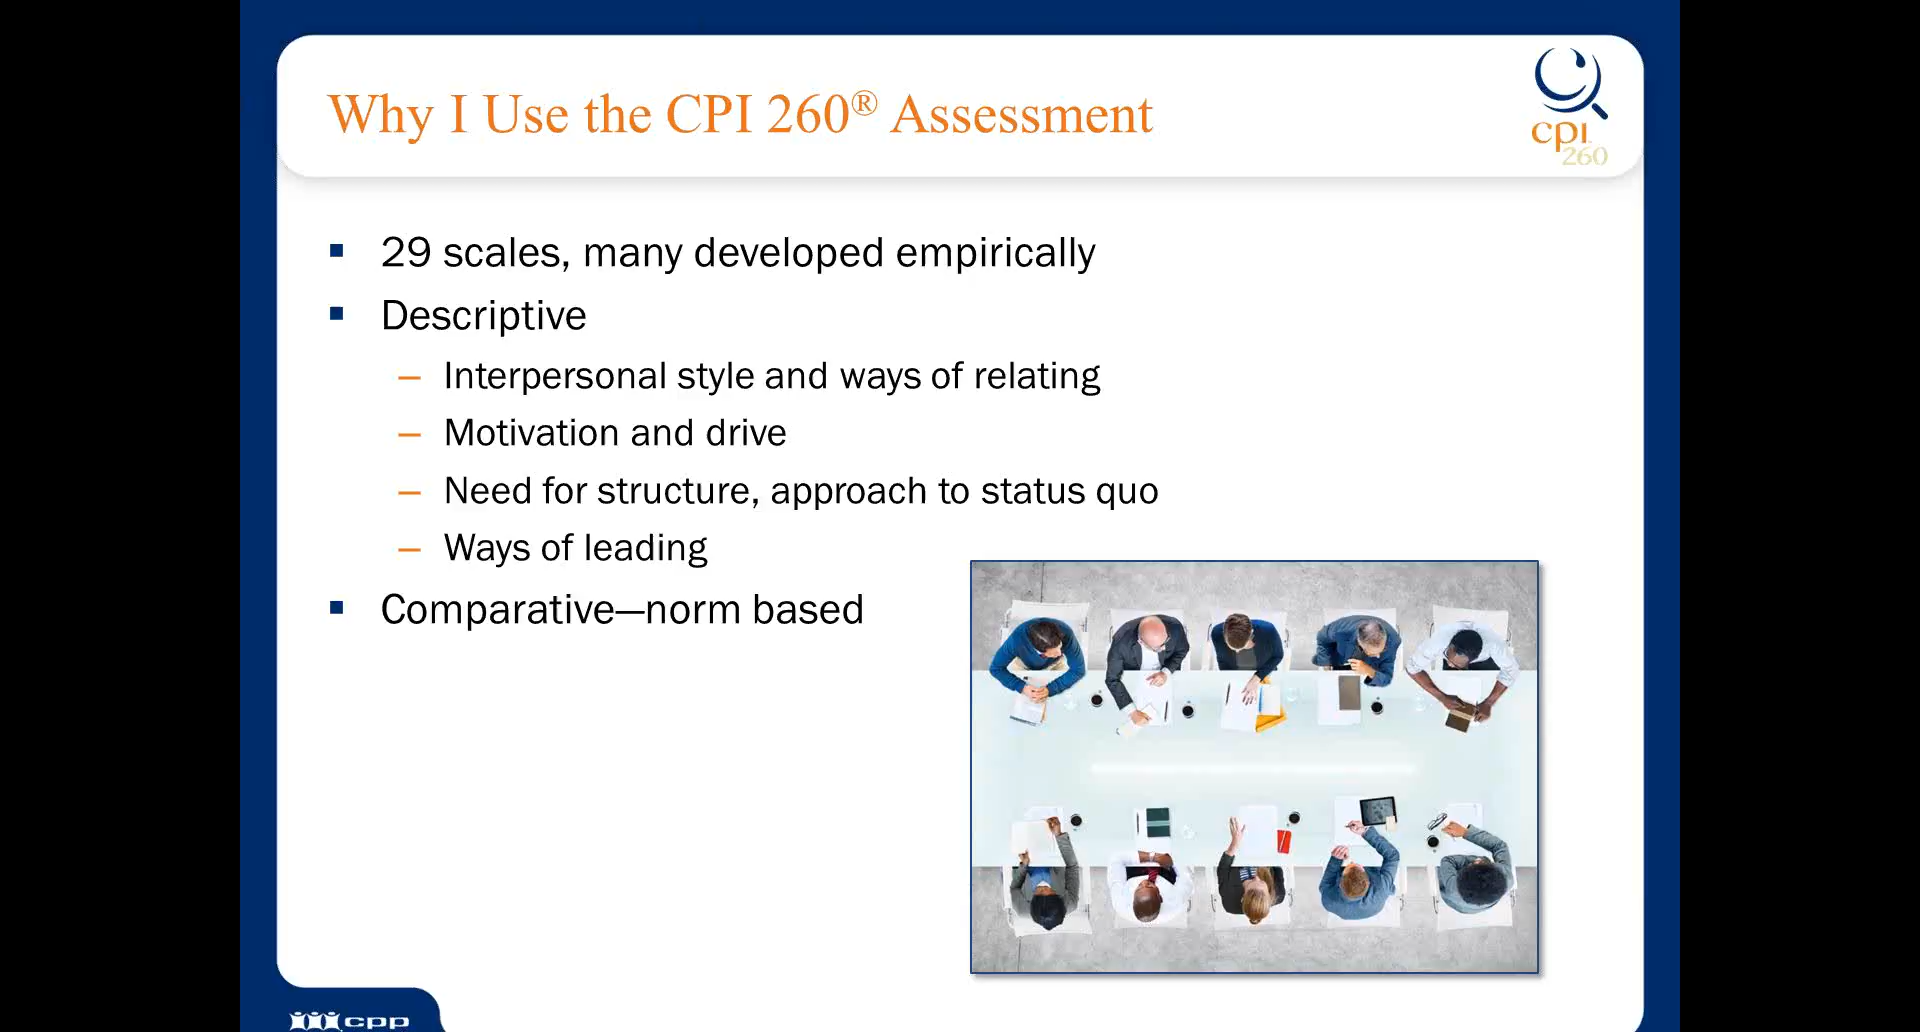 Why I Use the CPI 260® Assessment
cpi
260
29 scales, many developed empirically
Descriptive
– Interpersonal style and ways of relating
– Motivation and drive
– Need for structure, approach to status quo
– Ways of leading
Comparative—norm based
cpp